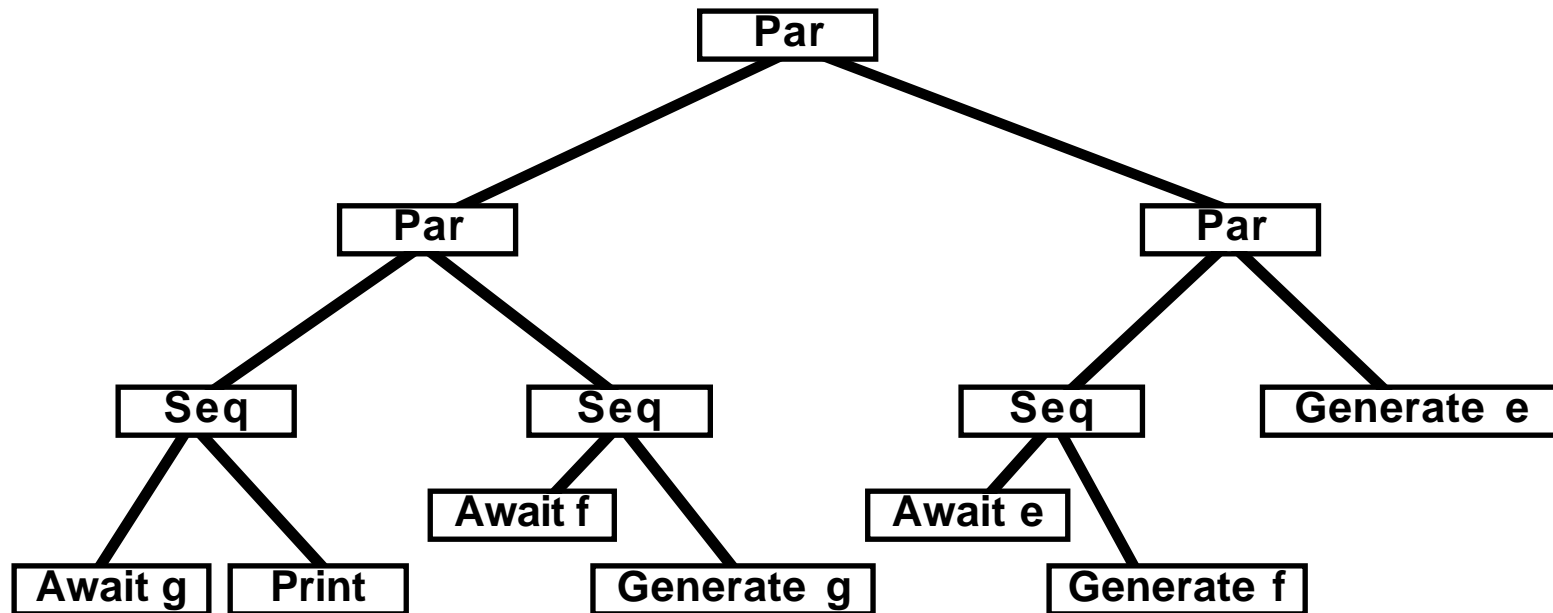 Par
Par
Par
Seq
Seq
Seq
Generate e
Await f
Await e
Await g
Print
Generate g
Generate f